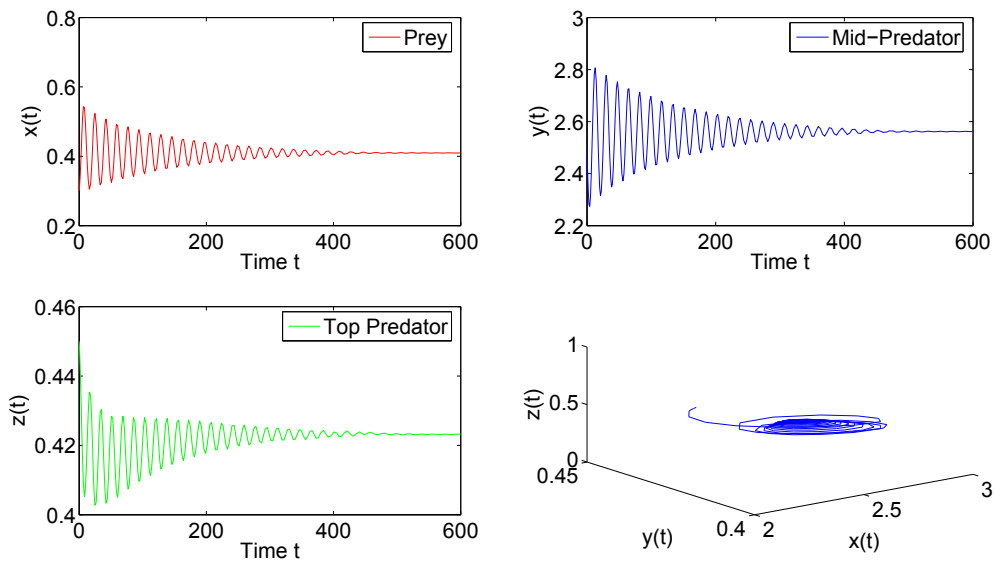 0.8
0.6
0.4
0.2
x(t)
Prey
0
200
400
600
Time t
3
2.8
2.6
2.4
2.2
y(t)
Mid−Predator
0
200
400
600
Time t
0.46
0.44
0.42
0.4
z(t)
Top Predator
0
200
400
600
Time t
1
0.5
0
z(t)
0.45
0.4
y(t)
2
2.5
3
x(t)